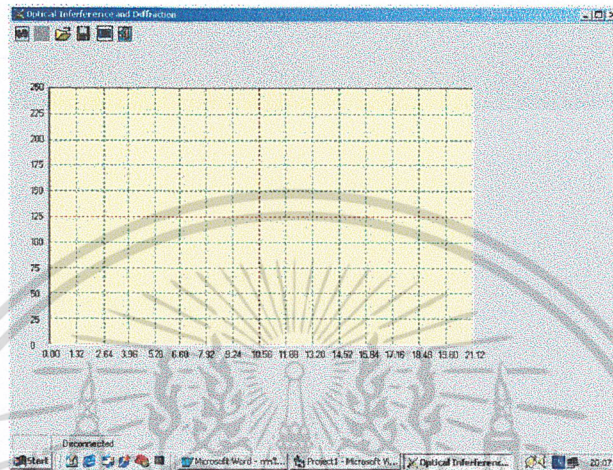 Optical Inferference and Diffraction
250
225
200
175
150
125
100
75
50
25
0
0.00 1.32 2.64 3.96 5.28 6.60 7.92 9.24 10.56 11.88 13.20 14.52 15.84 17.16 18.48 19.80 21.12
Disconnected
Start Microsoft Word - Project1 - Microsoft V... Optical Inferferenc...